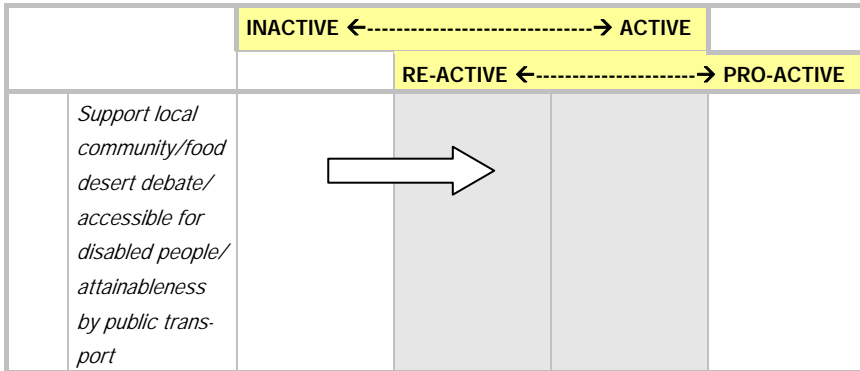 INACTIVE ←-------------------------------→ ACTIVE
RE-ACTIVE ←----------------------→ PRO-ACTIVE
Support local
community/food
desert debate/
accessible for
disabled people/
attainableness
by public trans-
port